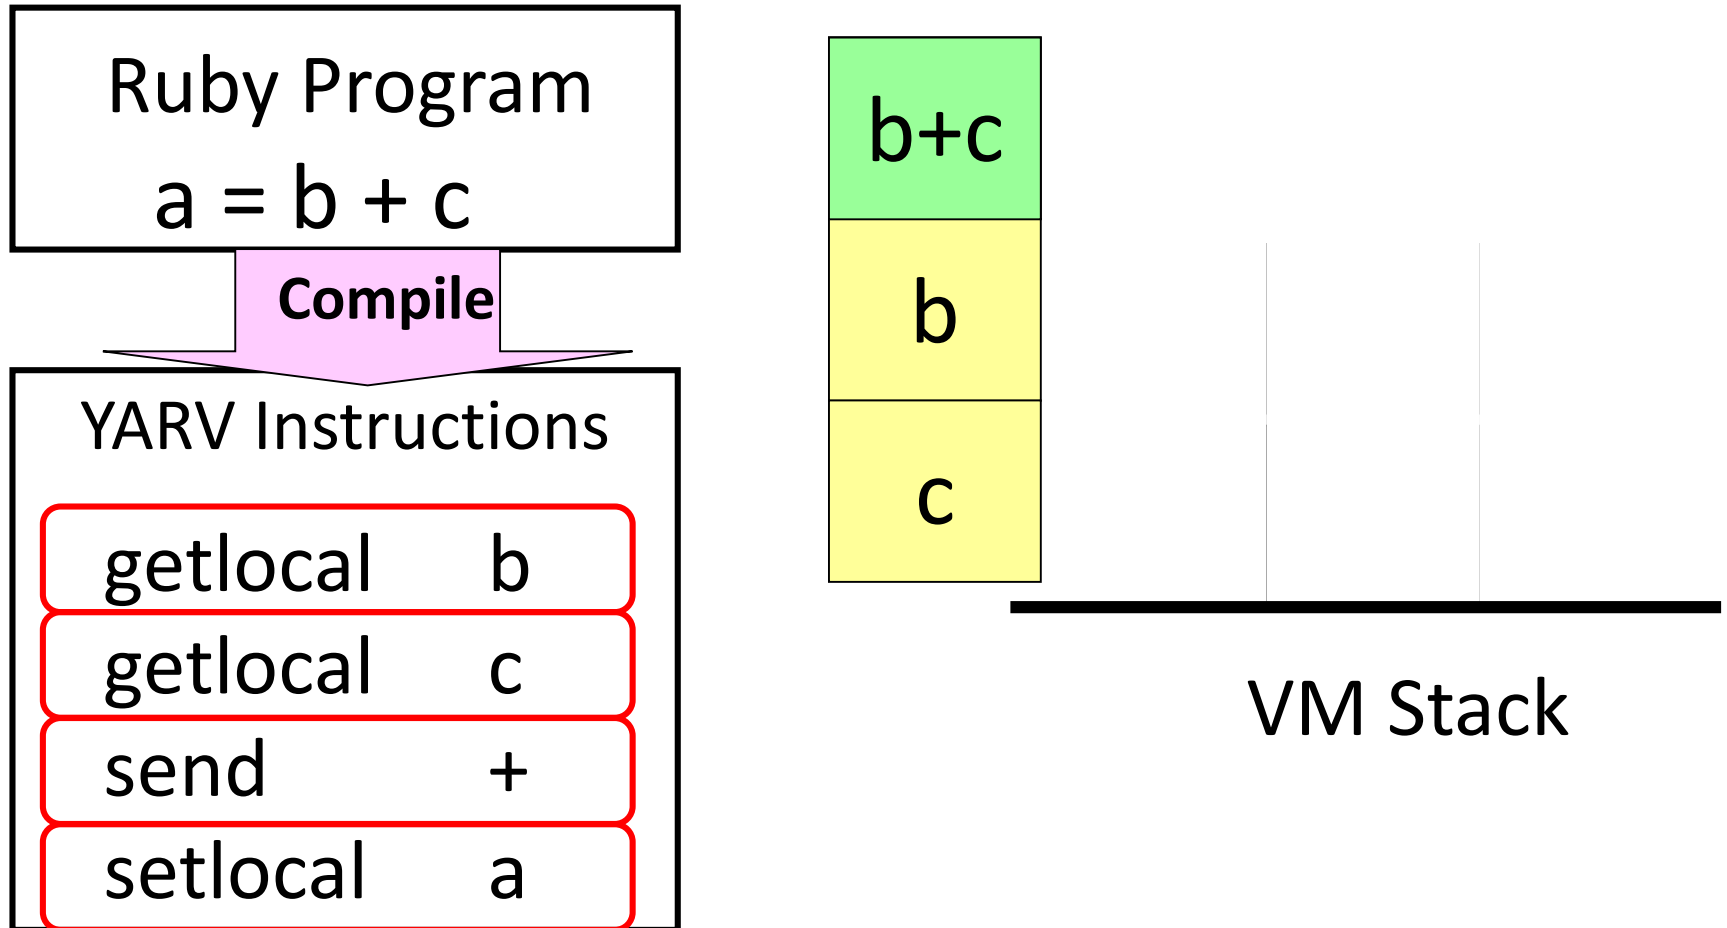 Ruby Program
a = b + c
Compile
YARV Instructions
getlocal b
getlocal c
send +
setlocal a
b+c
b
c
VM Stack